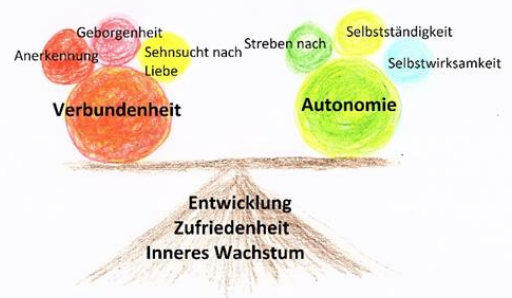 Geborgenheit
Anerkennung
Sehnsucht nach
Liebe
Verbundenheit
Streben nach
Selbstständigkeit
Selbstwirksamkeit
Autonomie
Entwicklung
Zufriedenheit
Inneres Wachstum